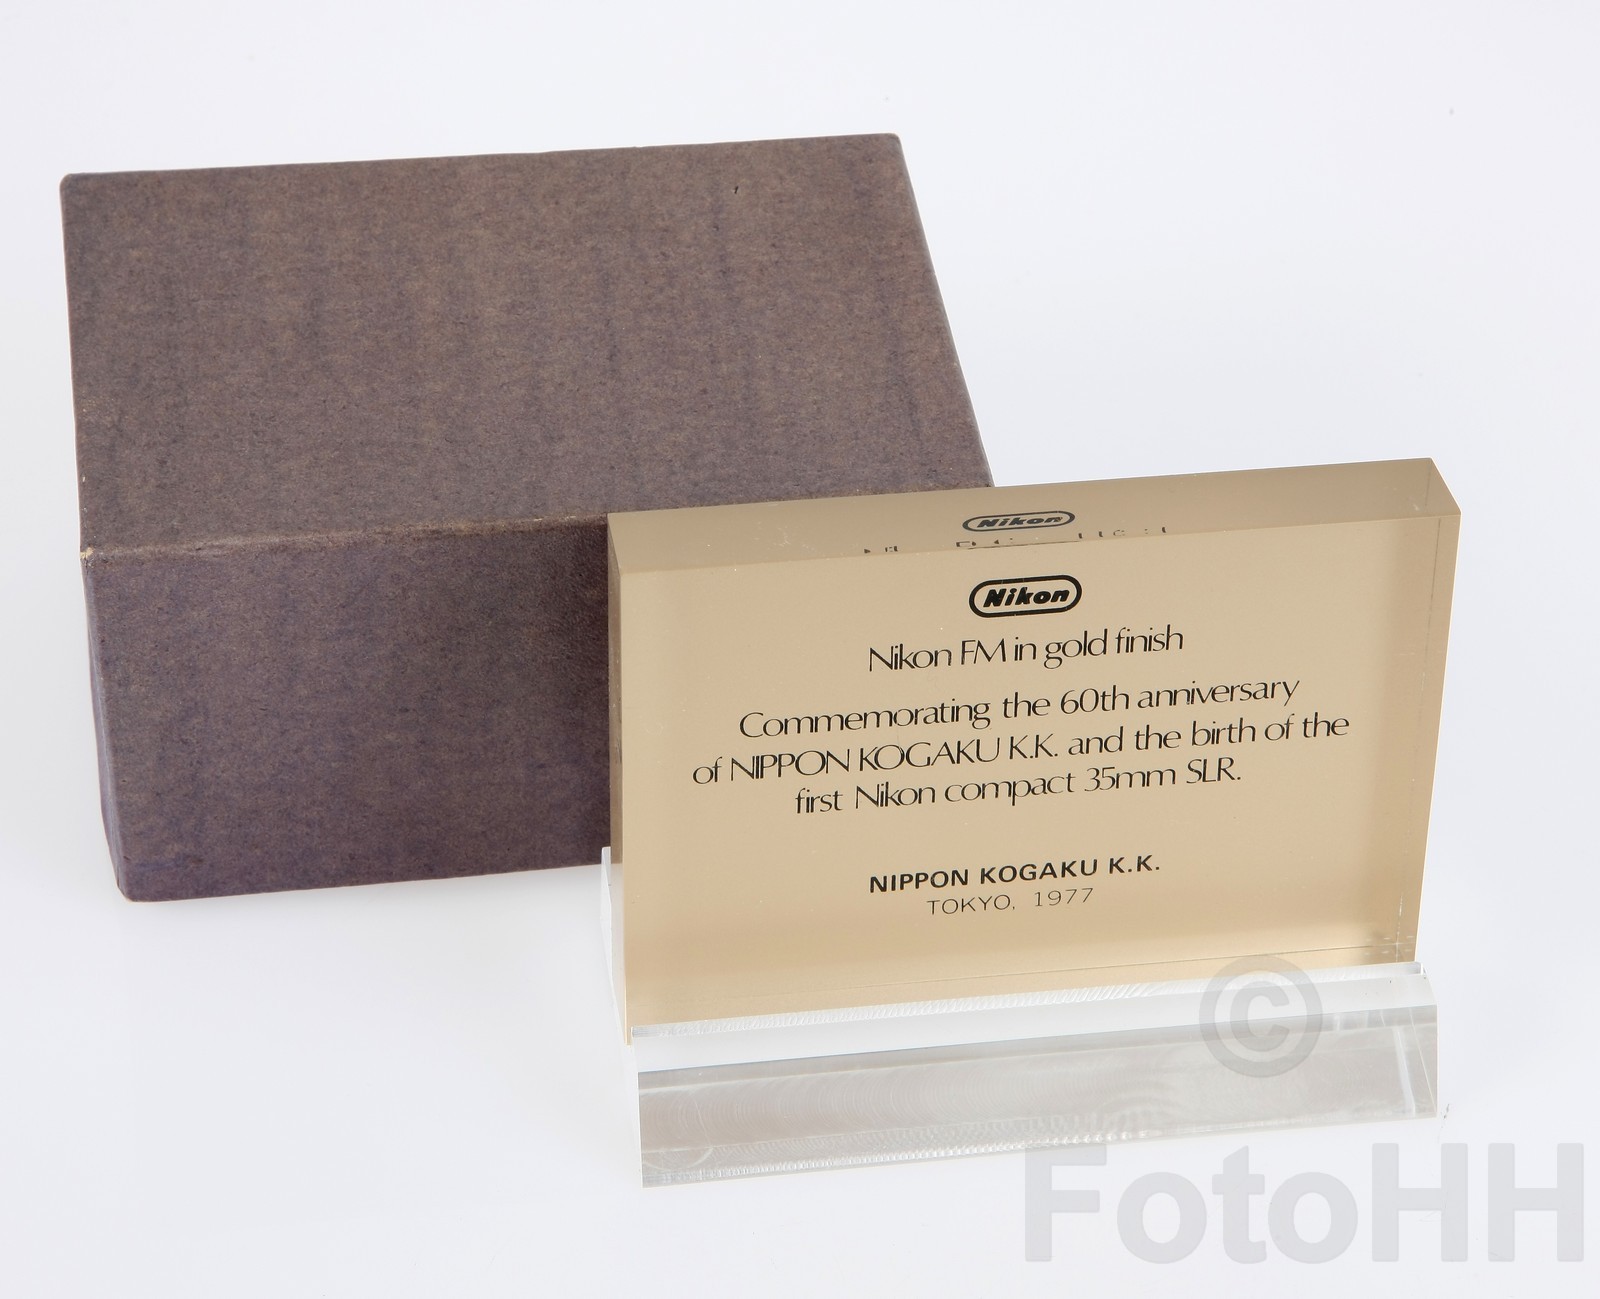 Nikon
Nikon
Nikon FM in gold finish
Commemorating the 60th anniversary
of NIPPON KOGAKU K.K. and the birth of the
first Nikon compact 35mm SLR.
NIPPON KOGAKU K.K.
TOKYO, 1977
©
FotoHH